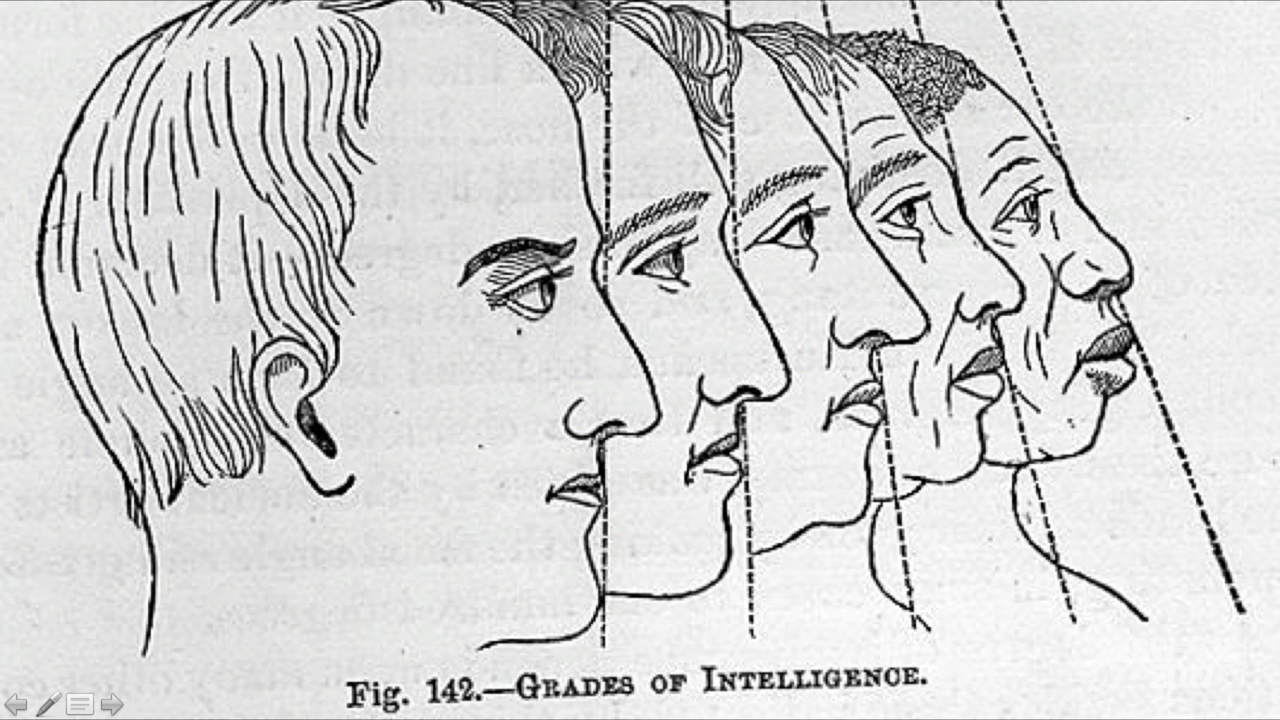 Fig. 142.—Grades of Intelligence.